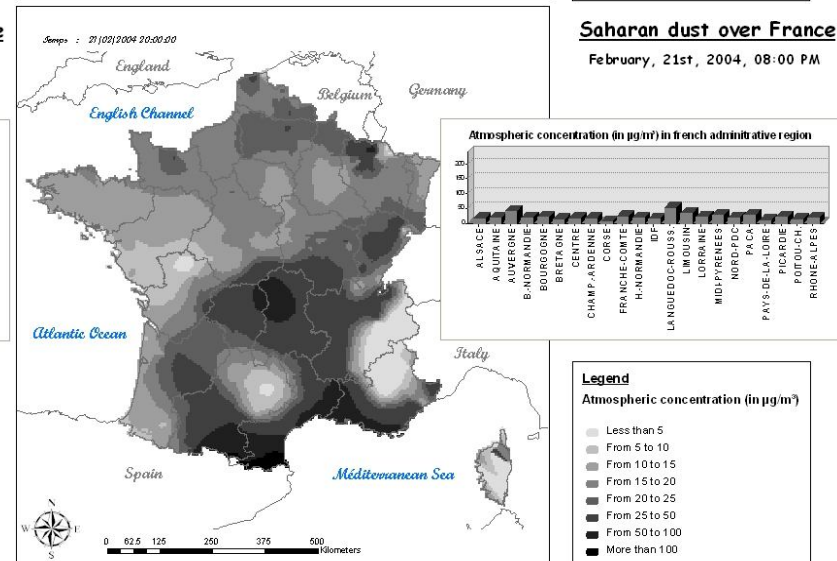 e
Temps : 21/02/2004 20:00:00
England
Belgium
Germany
English Channel
Atlantic Ocean
Italy
Spain
Méditerranean Sea
N
W E
S
0 62.5 125 250 375 500
Kilometers
Saharan dust over France
February, 21st, 2004, 08:00 PM
Atmospheric concentration (in µg/m³) in french adminitrative region
200
150
100
50
0
ALSACE
AQUITAINE
AUVERGNE
B.-NORMANDIE
BOURGOGNE
BRETAGNE
CENTRE
CHAMP.-ARDENNE
CORSE
FRANCHE-COMTE
H.-NORMANDIE
IDF
LANGUEDOC-ROUSS.
LIMOUSIN
LORRAINE
MIDI-PYRENEES
NORD-PDC
PACA
PAYS-DE-LA-LOIRE
PICARDIE
POITOU-CH.
RHONE-ALPES
Legend
Atmospheric concentration (in µg/m³)
Less than 5
From 5 to 10
From 10 to 15
From 15 to 20
From 20 to 25
From 25 to 50
From 50 to 100
More than 100